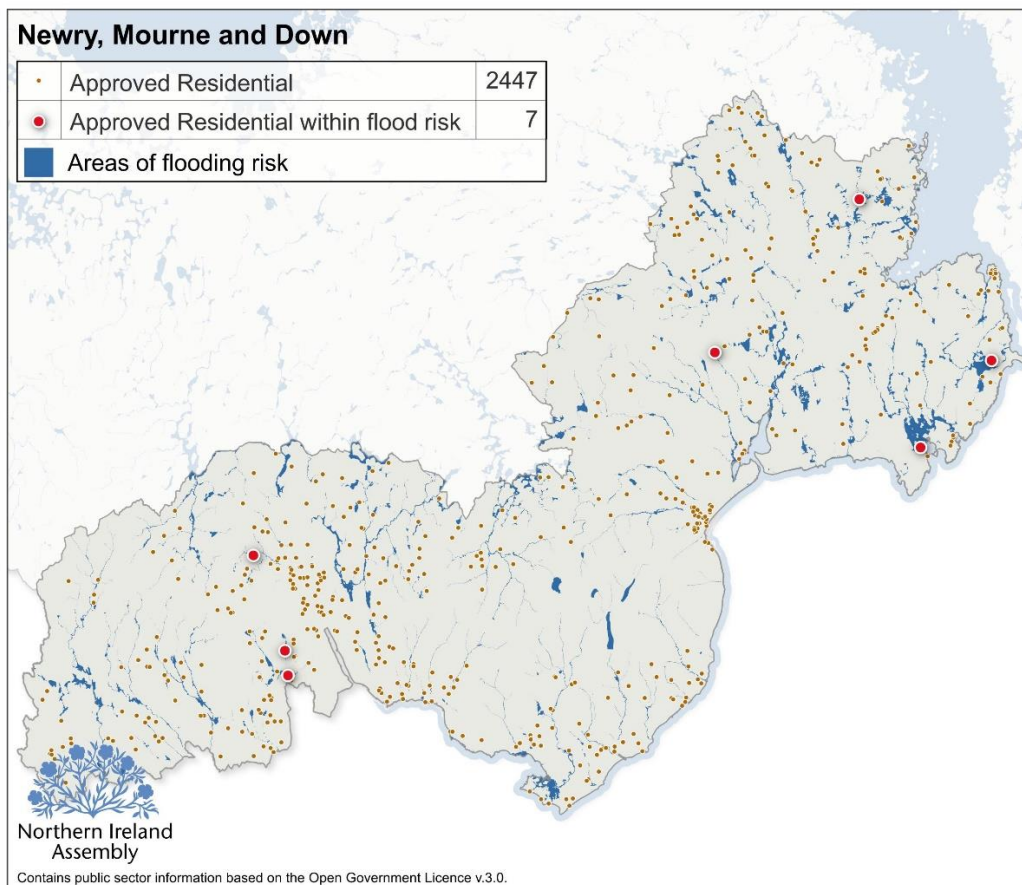 Newry, Mourne and Down
Approved Residential 2447
Approved Residential within flood risk 7
Areas of flooding risk
Northern Ireland
Assembly
Contains public sector information based on the Open Government Licence v.3.0.